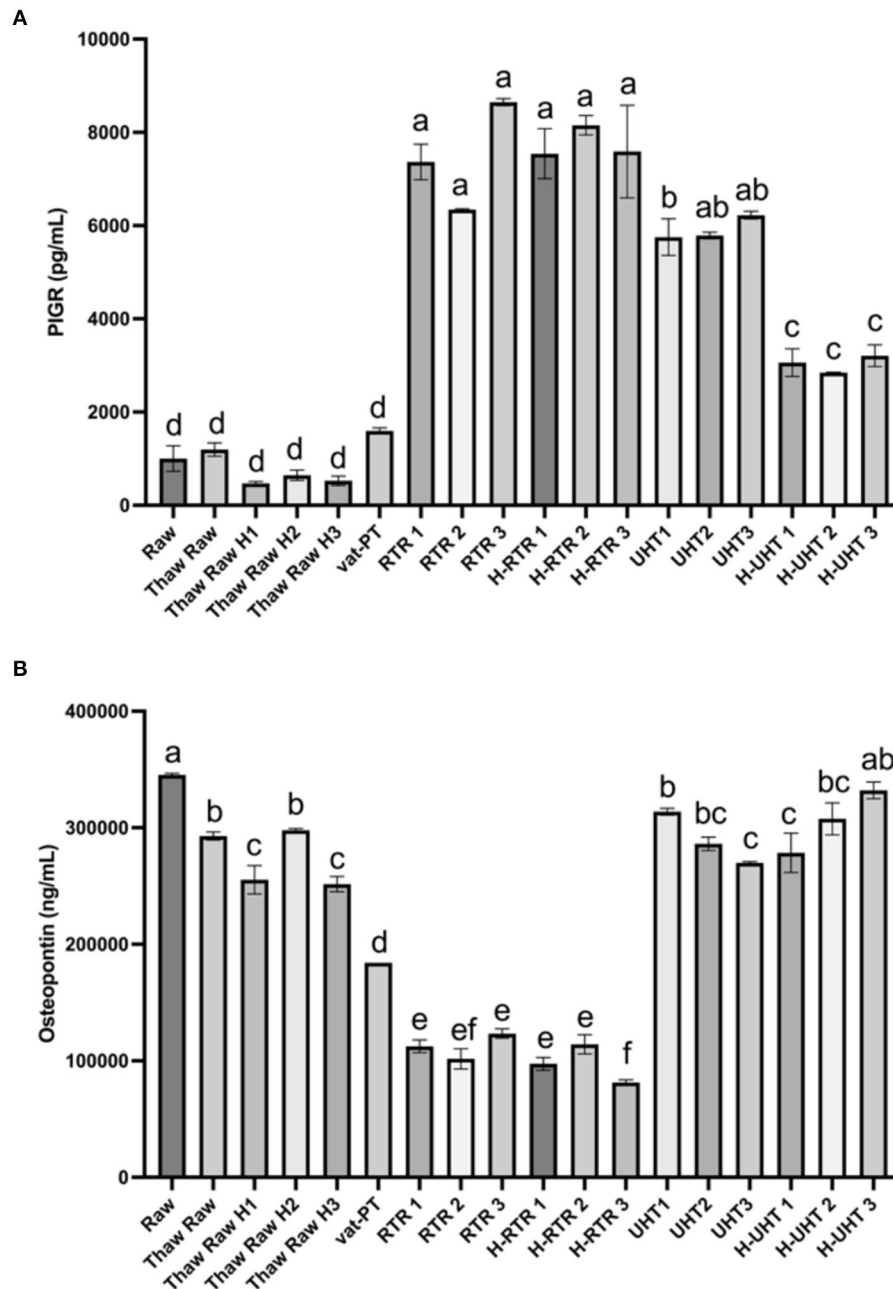 A
10000
8000
6000
4000
2000
0
PIGR (pg/mL)
d d d d d d a a a a a a b ab ab c c c
Raw
Thaw Raw
Thaw Raw H1
Thaw Raw H2
Thaw Raw H3
vat-PT
RTR 1
RTR 2
RTR 3
H-RTR 1
H-RTR 2
H-RTR 3
UHT1
UHT2
UHT3
H-UHT 1
H-UHT 2
H-UHT 3
B
400000
300000
200000
100000
0
Osteopontin (ng/mL)
a b c b c d e ef e e e f b bc c c bc ab
Raw
Thaw Raw
Thaw Raw H1
Thaw Raw H2
Thaw Raw H3
vat-PT
RTR 1
RTR 2
RTR 3
H-RTR 1
H-RTR 2
H-RTR 3
UHT1
UHT2
UHT3
H-UHT 1
H-UHT 2
H-UHT 3